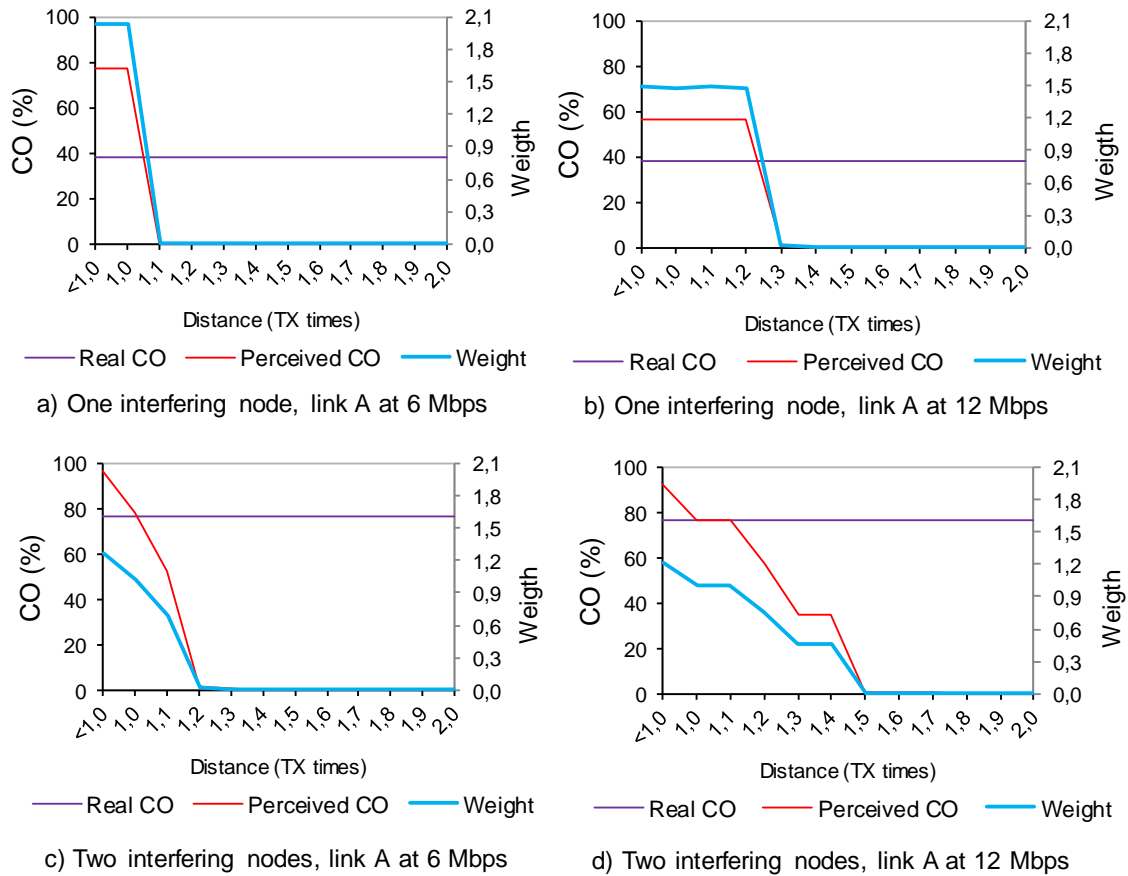 100
80
60
40
20
0
CO (%)
2,1
1,8
1,5
1,2
0,9
0,6
0,3
0,0
Weigth
<1,0 1,0 1,1 1,2 1,3 1,4 1,5 1,6 1,7 1,8 1,9 2,0
Distance (TX times)
Real CO Perceived CO Weight
a) One interfering node, link A at 6 Mbps
100
80
60
40
20
0
CO (%)
2,1
1,8
1,5
1,2
0,9
0,6
0,3
0,0
Weigth
<1,0 1,0 1,1 1,2 1,3 1,4 1,5 1,6 1,7 1,8 1,9 2,0
Distance (TX times)
Real CO Perceived CO Weight
b) One interfering node, link A at 12 Mbps
100
80
60
40
20
0
CO (%)
2,1
1,8
1,5
1,2
0,9
0,6
0,3
0,0
Weigth
<1,0 1,0 1,1 1,2 1,3 1,4 1,5 1,6 1,7 1,8 1,9 2,0
Distance (TX times)
Real CO Perceived CO Weight
c) Two interfering nodes, link A at 6 Mbps
100
80
60
40
20
0
CO (%)
2,1
1,8
1,5
1,2
0,9
0,6
0,3
0,0
Weigth
<1,0 1,0 1,1 1,2 1,3 1,4 1,5 1,6 1,7 1,8 1,9 2,0
Distance (TX times)
Real CO Perceived CO Weight
d) Two interfering nodes, link A at 12 Mbps